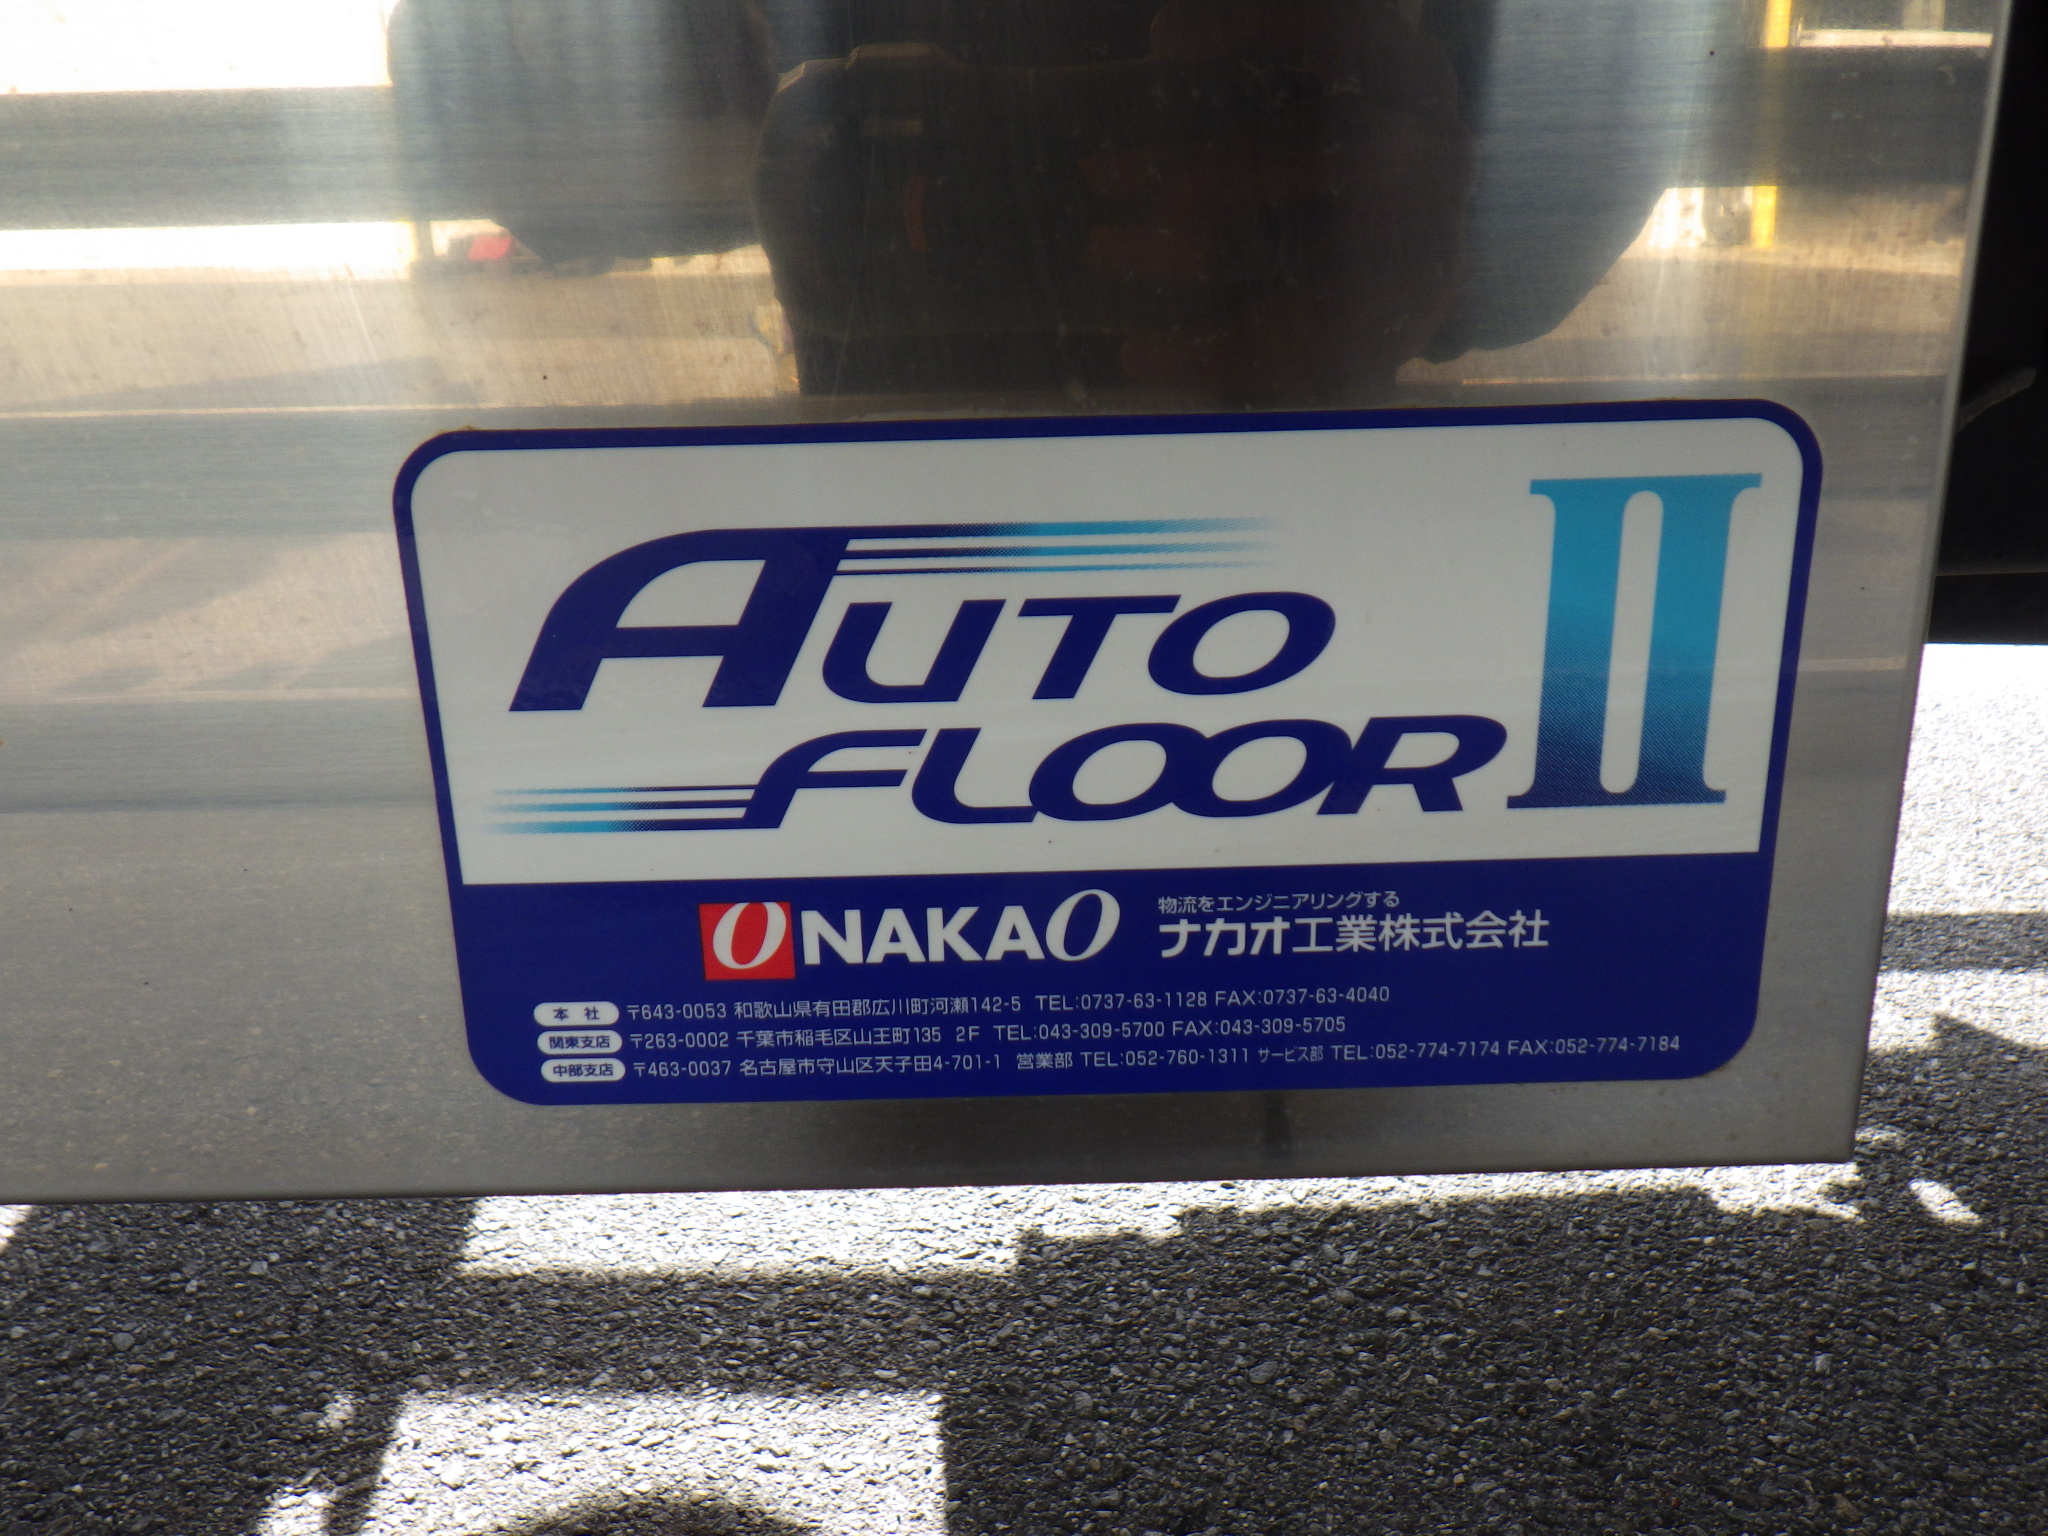 AUTO
FLOOR II
NAKAO
物流をエンジニアリングする
ナカオ工業株式会社
本社 〒643-0053 和歌山県有田郡広川町河瀬142-5 TEL:0737-63-1128 FAX:0737-63-4040
関東支店 〒263-0002 千葉市稲毛区山王町135 2F TEL:043-309-5700 FAX:043-309-5705
中部支店 〒463-0037 名古屋市守山区天子田4-701-1 営業部 TEL:052-760-1311 サービス部 TEL:052-774-7174 FAX:052-774-7184